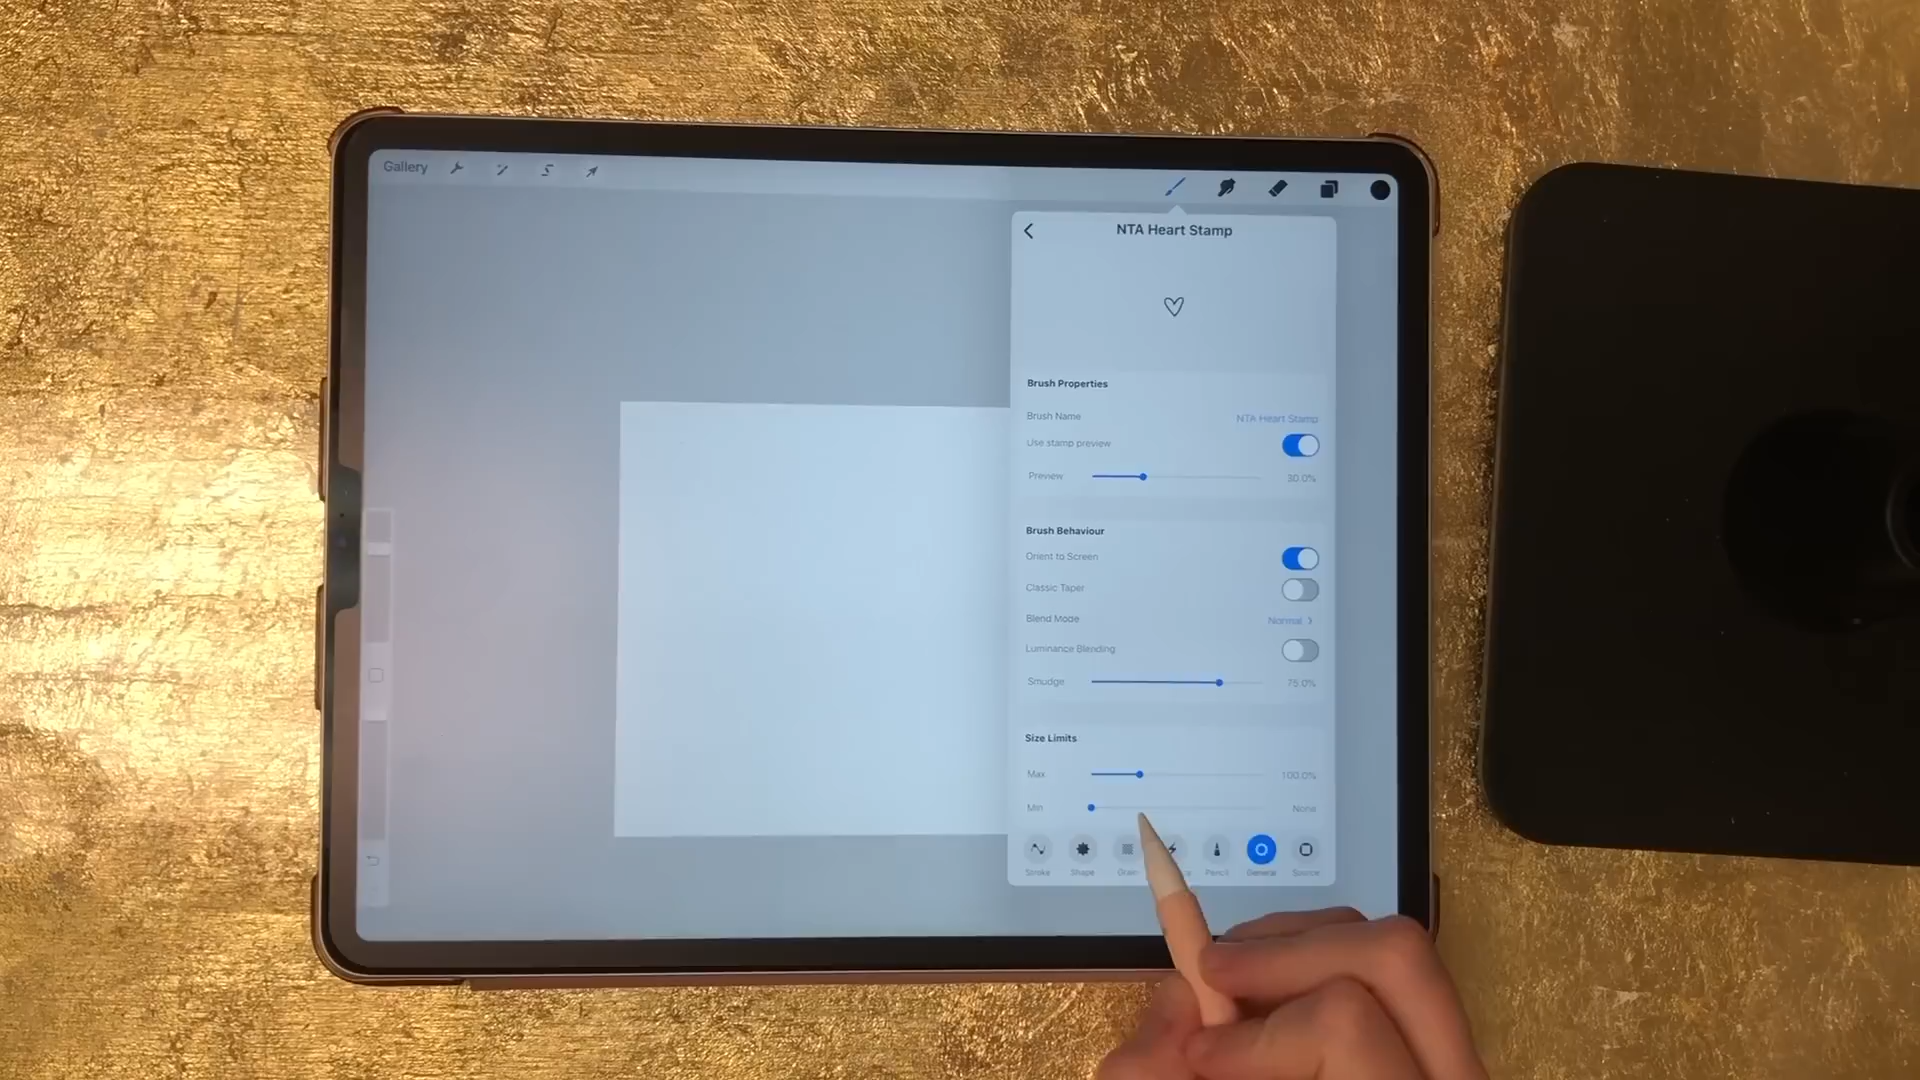 Gallery
NTA Heart Stamp
Brush Properties
Brush Name NTA Heart Stamp
Use stamp preview
Preview 30.0%
Brush Behaviour
Orient to Screen
Classic Taper
Blend Mode Normal >
Luminance Blending
Smudge 75.0%
Size Limits
Max 100.0%
Min None
Stroke Shape Grain Pencil General Source